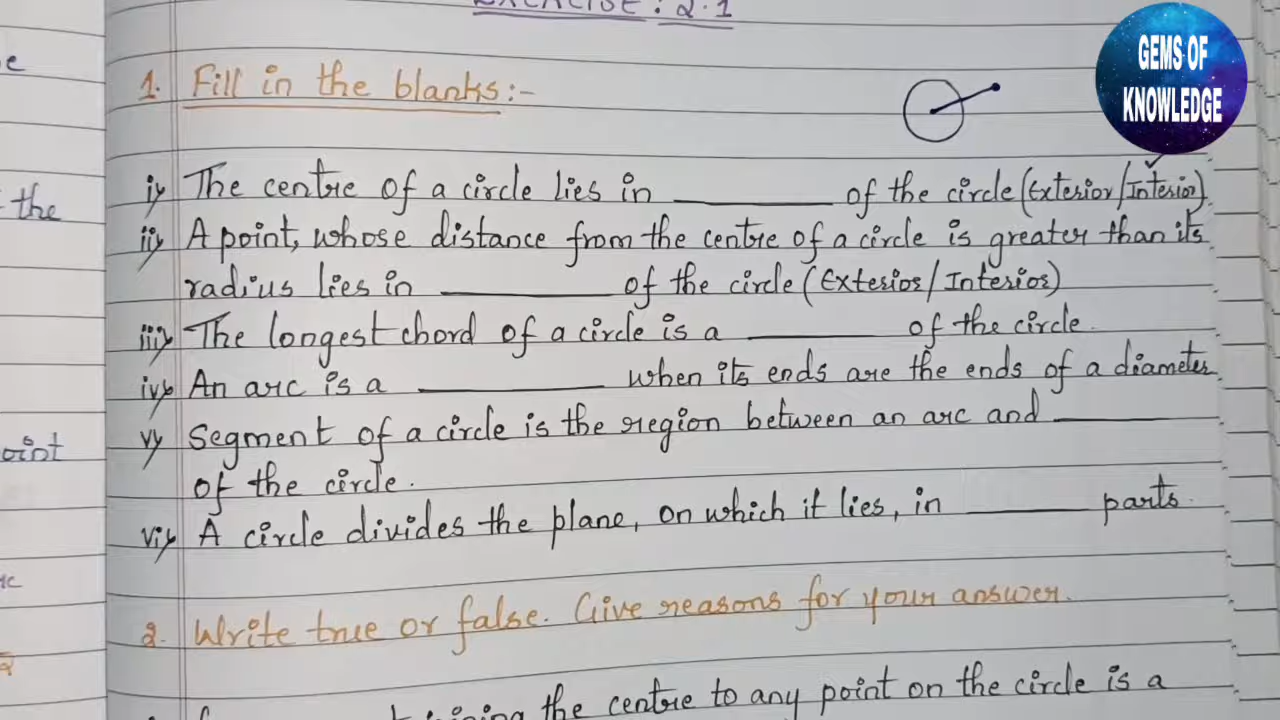 EXERCISE: 2.1
GEMS OF
KNOWLEDGE
1. Fill in the blanks:-
the
i) The centre of a circle lies in ________ of the circle (Exterior/Interior).
ii) A point, whose distance from the centre of a circle is greater than its
radius lies in ________ of the circle (Exterior/Interior)
iii) The longest chord of a circle is a ________ of the circle.
iv) An arc is a ________ when its ends are the ends of a diameter
v) Segment of a circle is the region between an arc and ________
of the circle.
vi) A circle divides the plane, on which it lies, in ________ parts.
2. Write true or false. Give reasons for your answer.
the centre to any point on the circle is a